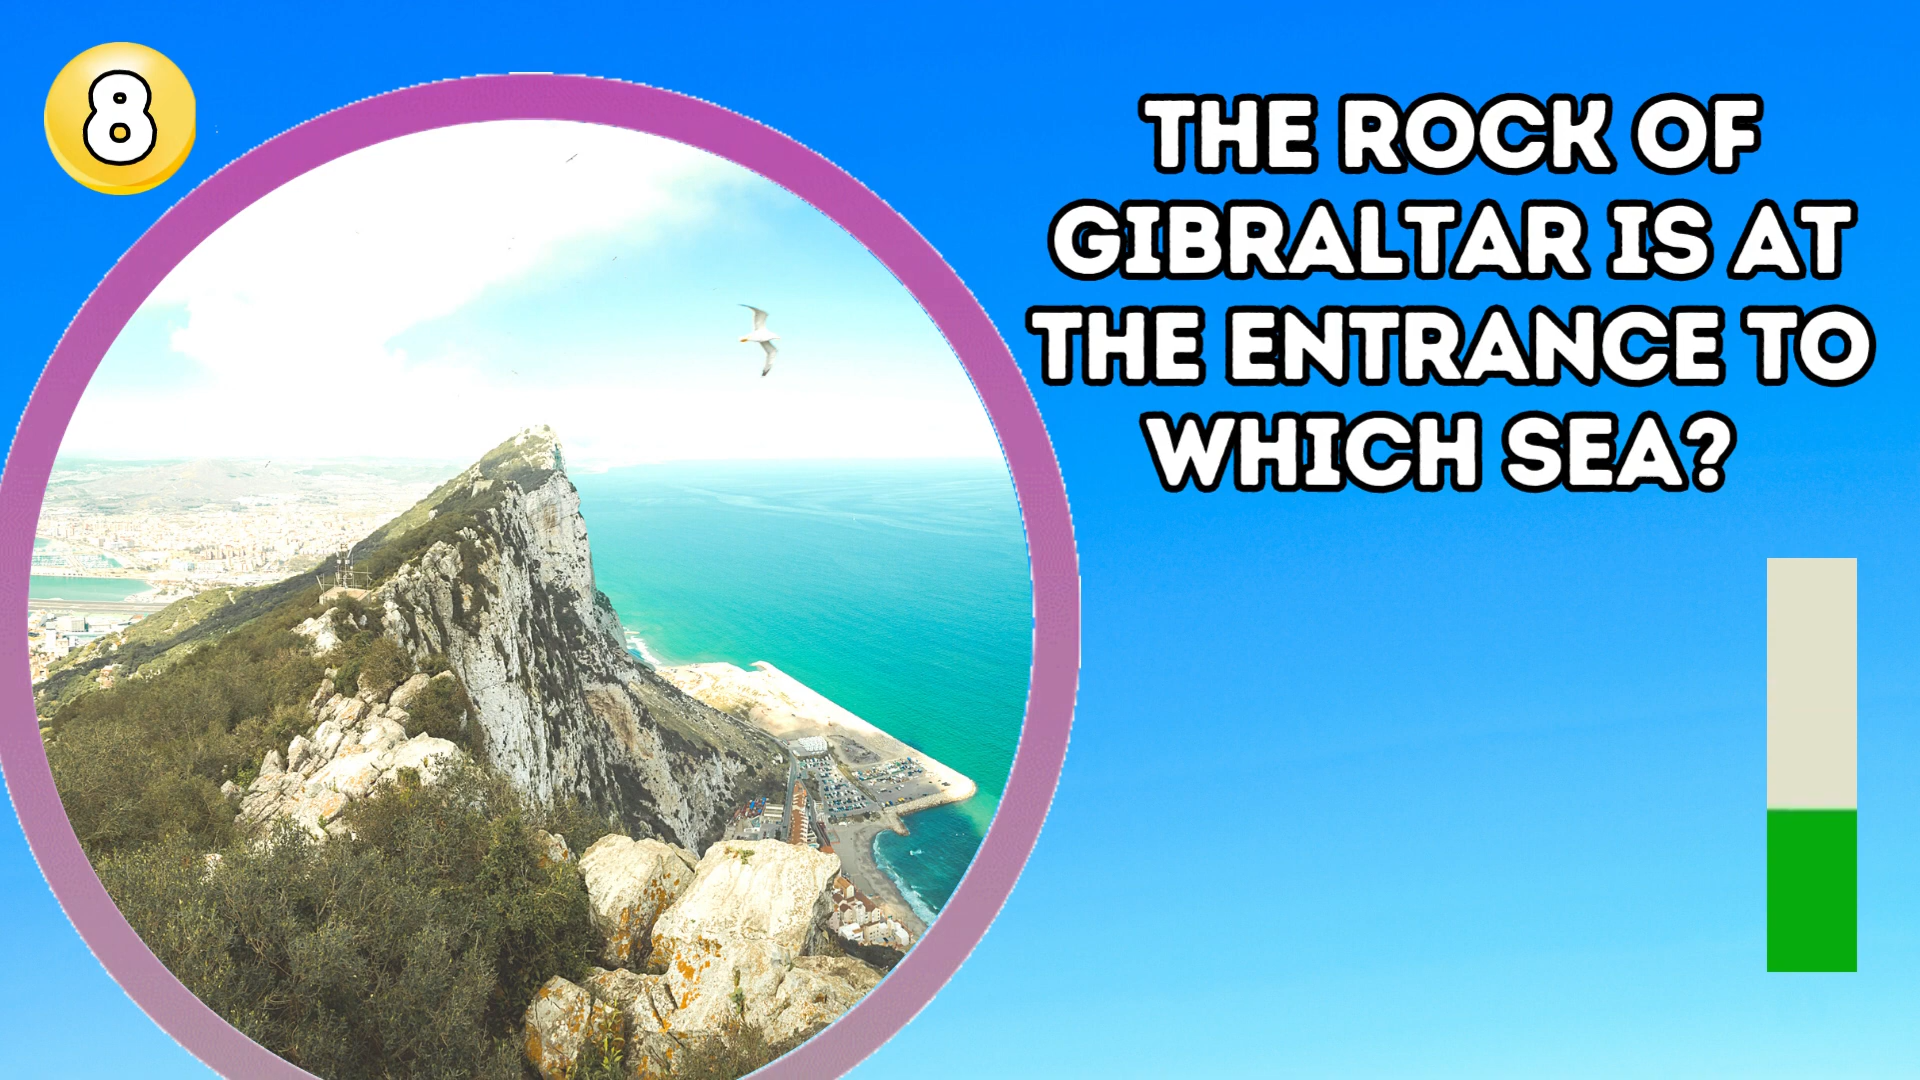 8
THE ROCK OF
GIBRALTAR IS AT
THE ENTRANCE TO
WHICH SEA?